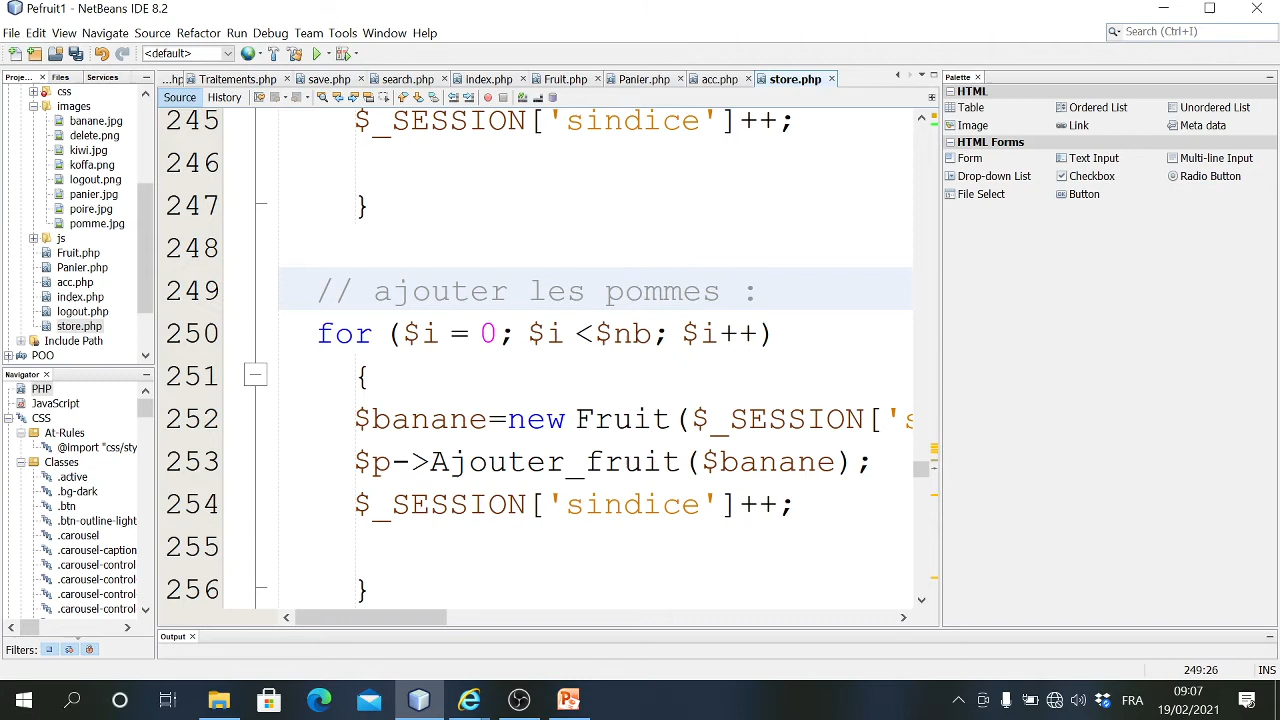 Pefruit1 - NetBeans IDE 8.2
File Edit View Navigate Source Refactor Run Debug Team Tools Window Help
Search (Ctrl+I)
<default>
Proje... Files Services
css
images
banane.jpg
delete.png
kiwi.jpg
koffa.png
logout.png
panier.jpg
poire.jpg
pomme.jpg
js
Fruit.php
Panier.php
acc.php
index.php
logout.php
store.php
Include Path
POO
Navigator
PHP
JavaScript
CSS
At-Rules
@import "css/sty
Classes
.active
.bg-dark
.btn
.btn-outline-light
.carousel
.carousel-caption
.carousel-control
.carousel-control
.carousel-control
.carousel-control
Filters:
...hp Traitements.php save.php search.php Index.php Fruit.php Panier.php acc.php store.php
Source History
245 $_SESSION['sindice']++;
246
247 }
248
249 // ajouter les pommes :
250 for ($i = 0; $i <$nb; $i++)
251 {
252 $banane=new Fruit($_SESSION['s
253 $p->Ajouter_fruit($banane);
254 $_SESSION['sindice']++;
255
256 }
Output
Palette
HTML
Table Ordered List Unordered List
Image Link Meta data
HTML Forms
Form Text Input Multi-line Input
Drop-down List Checkbox Radio Button
File Select Button
249:26 INS
FRA
09:07
19/02/2021